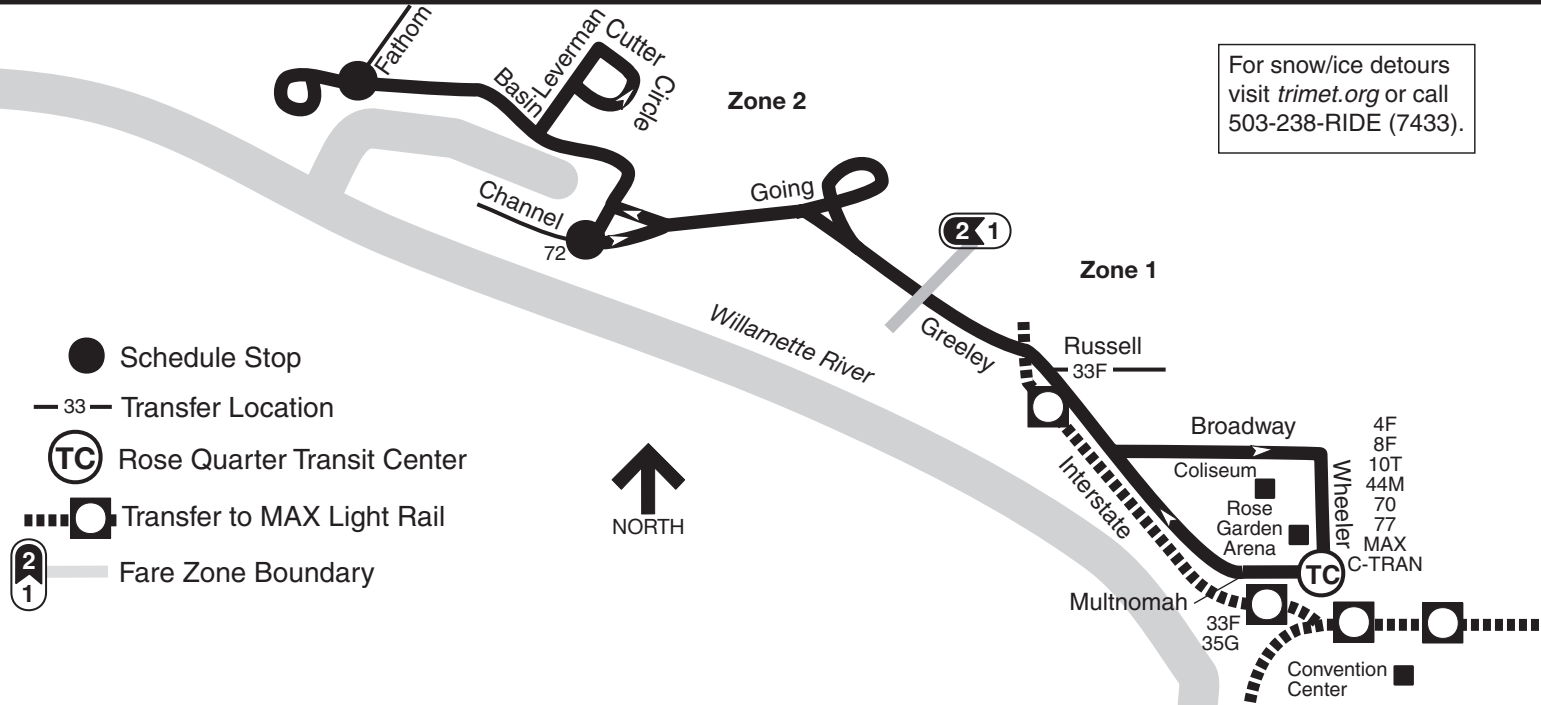 Fathom
Basin
Leverman
Cutter
Circle
Zone 2
For snow/ice detours
visit trimet.org or call
503-238-RIDE (7433).
Channel
72
Going
2 1
Zone 1
Greeley
Willamette River
Russell
33F
Schedule Stop
33 Transfer Location
TC Rose Quarter Transit Center
Transfer to MAX Light Rail
2
1
Fare Zone Boundary
NORTH
Interstate
Broadway
Coliseum
Rose
Garden
Arena
Wheeler
4F
8F
10T
44M
70
77
MAX
C-TRAN
TC
Multnomah
33F
35G
Convention
Center